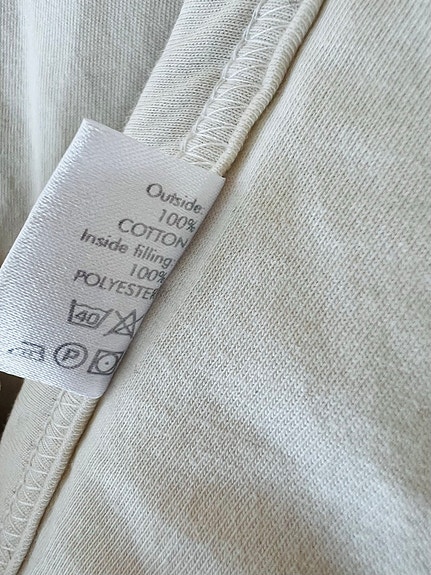 Outside:
100%
COTTON
Inside filling:
100%
POLYESTER
40
P